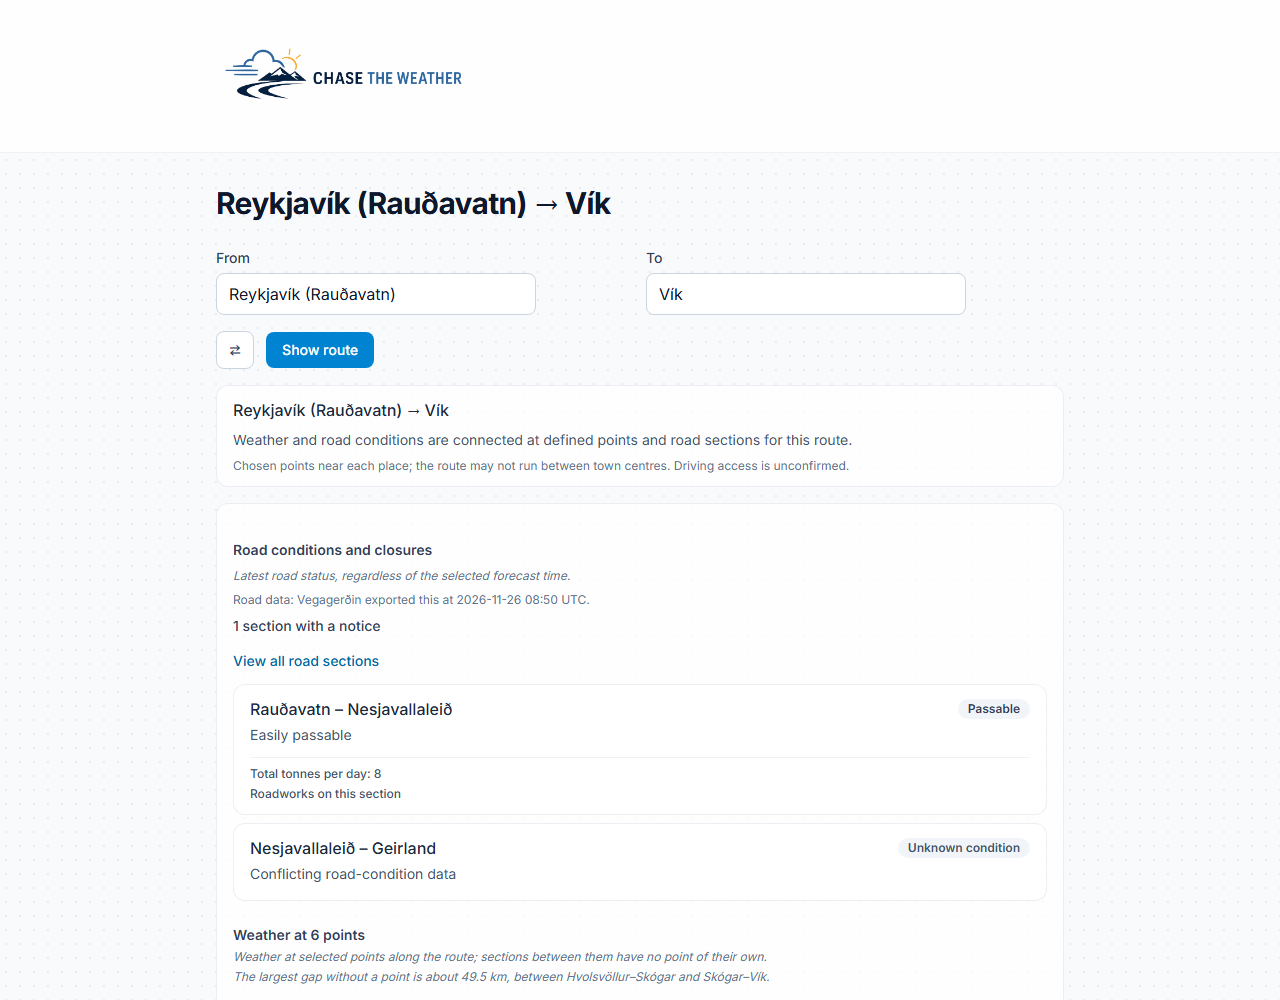 CHASE THE WEATHER
Reykjavík (Rauðavatn) → Vík
From
To
Reykjavík (Rauðavatn)
Vík
⇄
Show route
Reykjavík (Rauðavatn) → Vík
Weather and road conditions are connected at defined points and road sections for this route.
Chosen points near each place; the route may not run between town centres. Driving access is unconfirmed.
Road conditions and closures
Latest road status, regardless of the selected forecast time.
Road data: Vegagerðin exported this at 2026-11-26 08:50 UTC.
1 section with a notice
View all road sections
Rauðavatn – Nesjavallaleið
Passable
Easily passable
Total tonnes per day: 8
Roadworks on this section
Nesjavallaleið – Geirland
Unknown condition
Conflicting road-condition data
Weather at 6 points
Weather at selected points along the route; sections between them have no point of their own.
The largest gap without a point is about 49.5 km, between Hvolsvöllur–Skógar and Skógar–Vík.